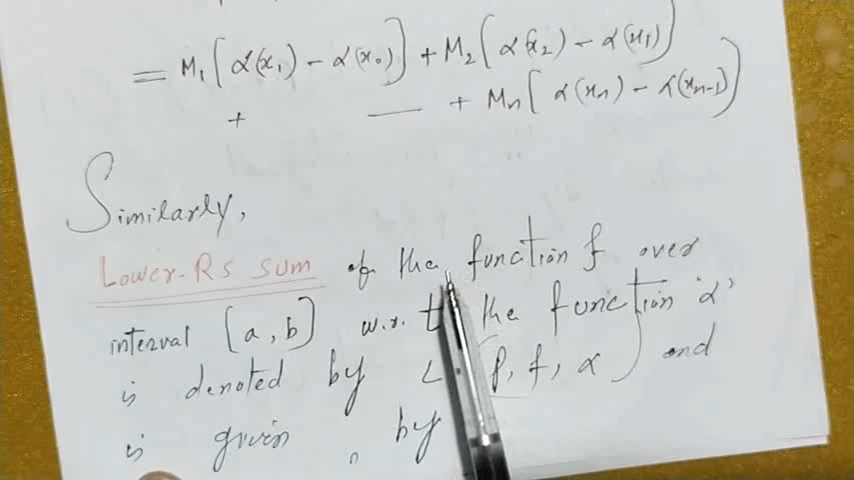 = M₁[α(x₁) - α(x₀)] + M₂[α(x₂) - α(x₁)]
+ — + Mₙ[α(xₙ) - α(xₙ₋₁)]
Similarly,
Lower-RS sum of the function f over
interval [a, b] w.r.t the function 'α'
is denoted by L(P, f, α) and
is given by
n